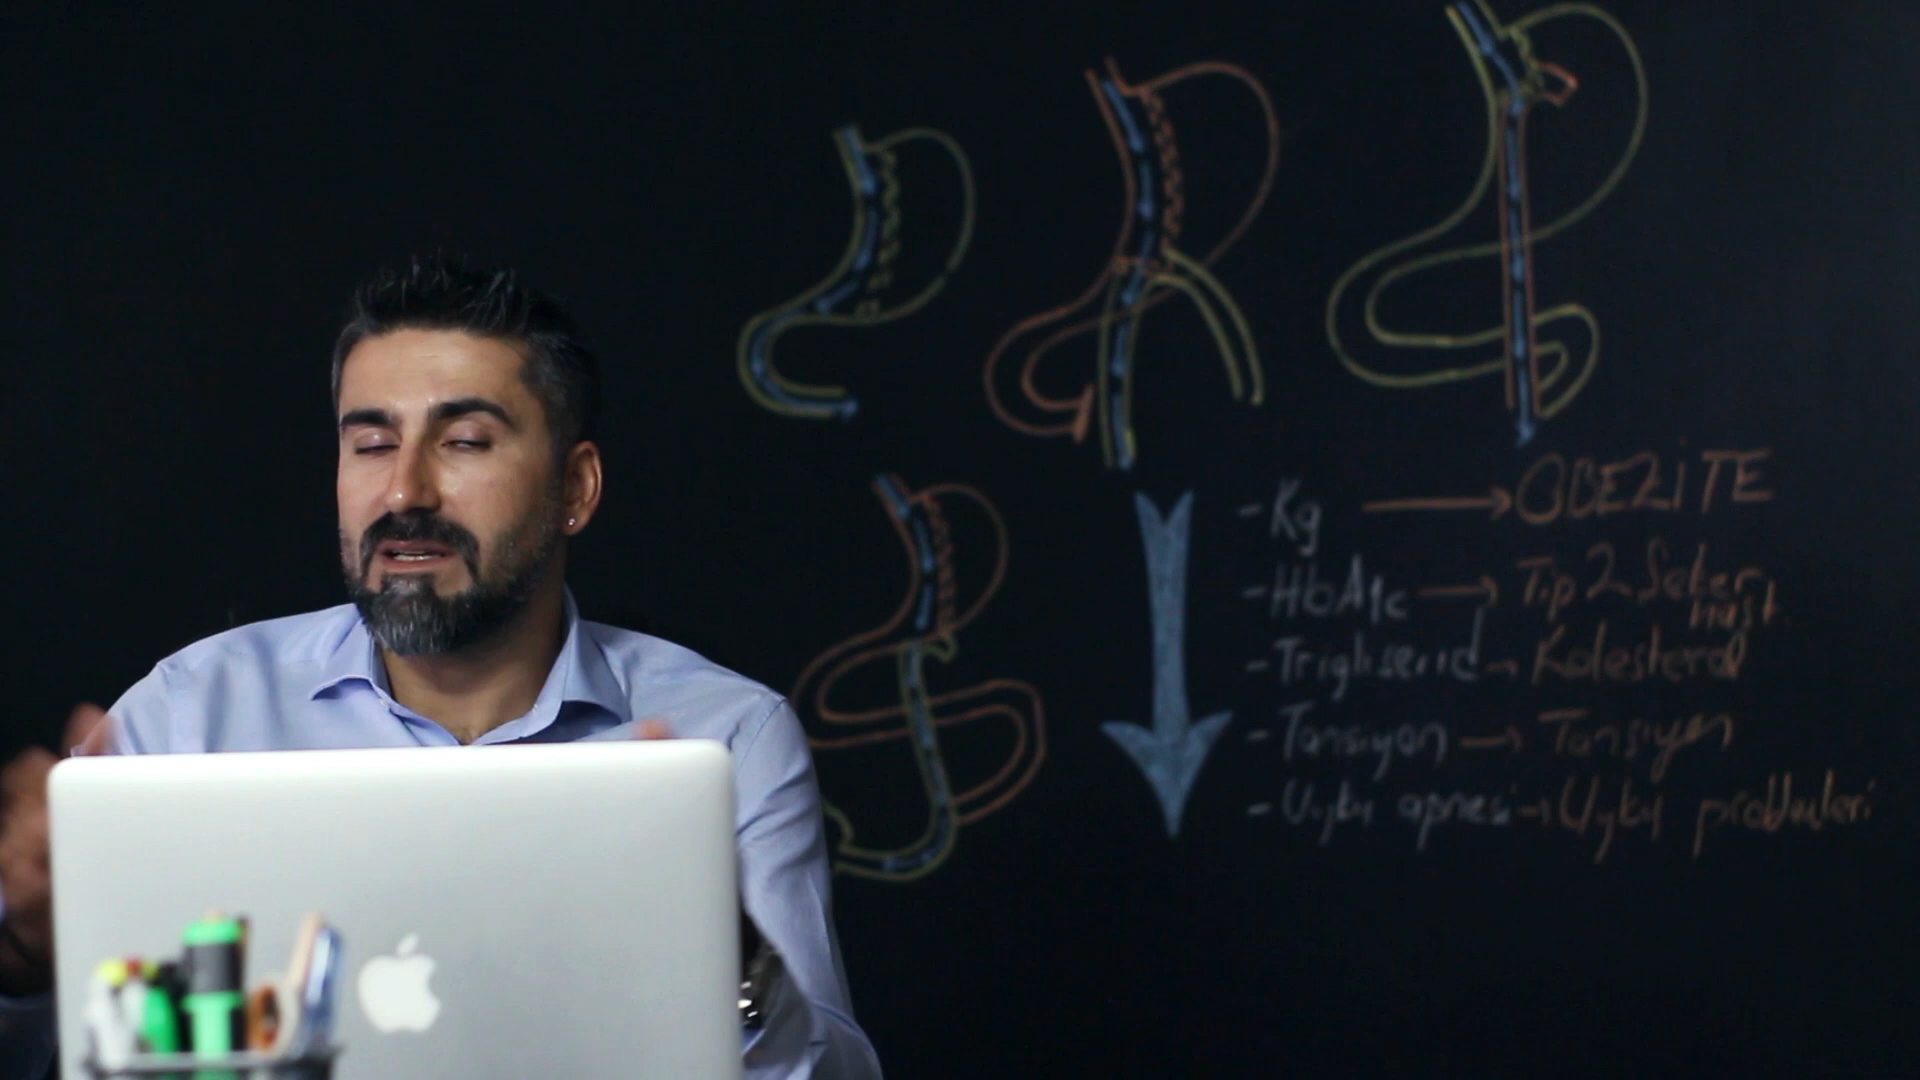 - Kg → OBEZİTE
- HbA1c → Tip 2 Şeker hast.
- Trigliserid → Kolesterol
- Tansiyon → Tansiyon
- Uyku apnesi → Uyku problemleri